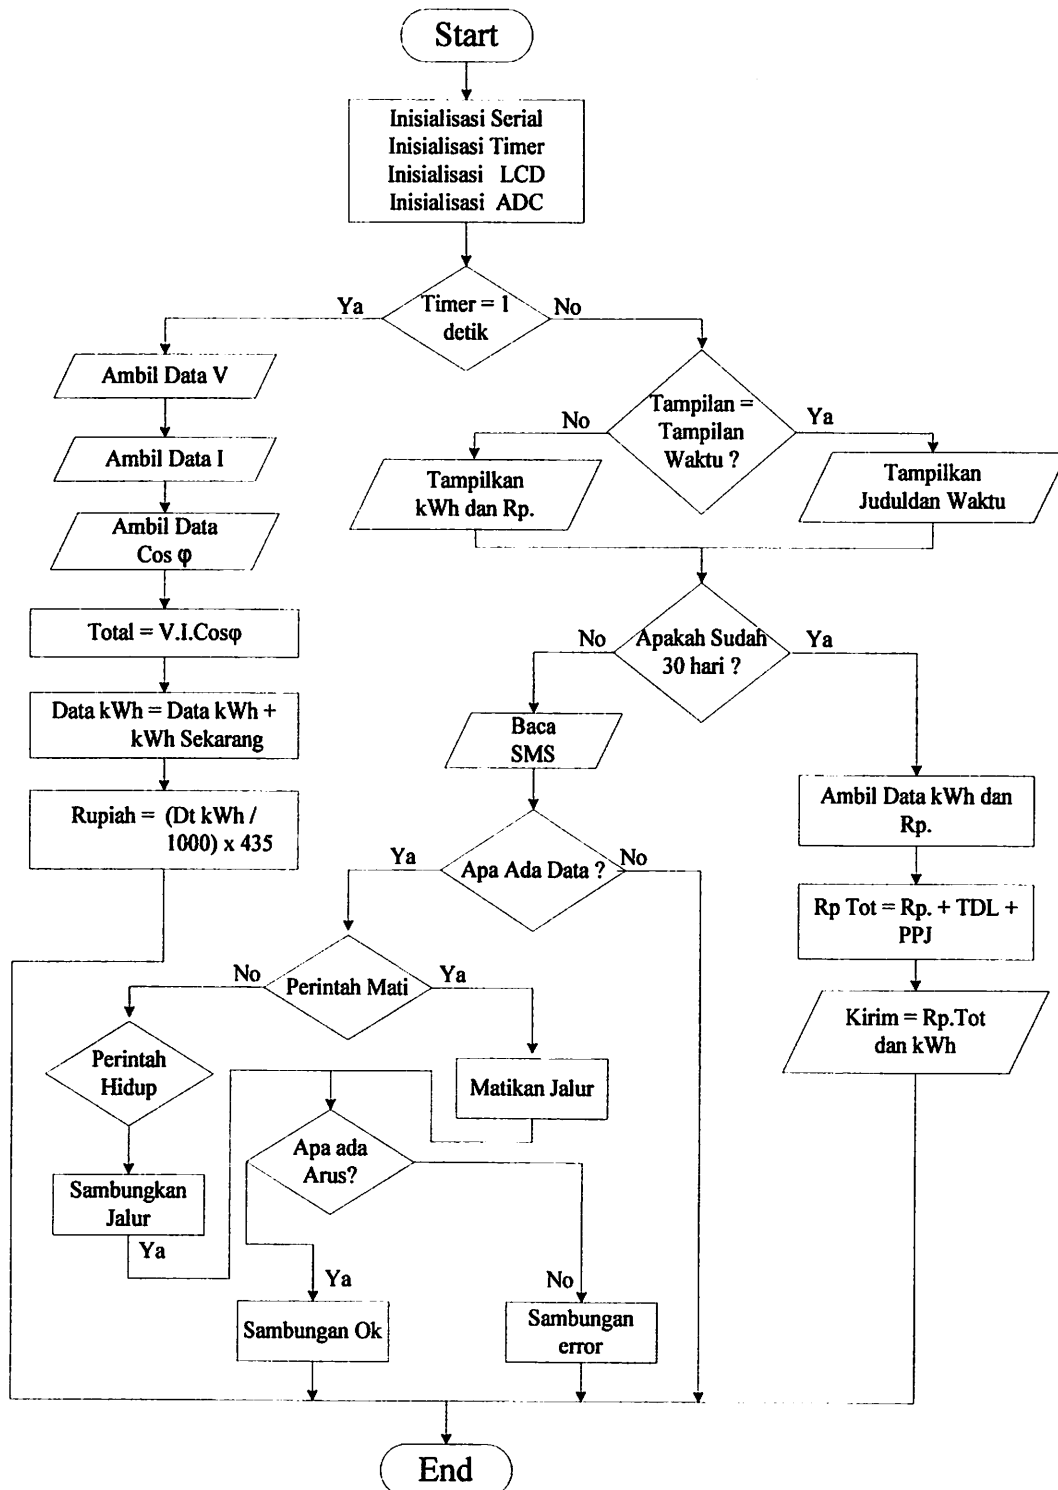 Start
Inisialisasi Serial
Inisialisasi Timer
Inisialisasi LCD
Inisialisasi ADC
Ya
Timer = 1
detik
No
Ambil Data V
No
Tampilan =
Tampilan
Waktu ?
Ya
Ambil Data I
Tampilkan
kWh dan Rp.
Tampilkan
Juduldan Waktu
Ambil Data
Cos φ
Total = V.I.Cosφ
No
Apakah Sudah
30 hari ?
Ya
Data kWh = Data kWh +
kWh Sekarang
Baca
SMS
Rupiah = (Dt kWh /
1000) x 435
Ambil Data kWh dan
Rp.
Ya
Apa Ada Data ?
No
Rp Tot = Rp. + TDL +
PPJ
No
Perintah Mati
Ya
Kirim = Rp.Tot
dan kWh
Perintah
Hidup
Matikan Jalur
Apa ada
Arus?
Sambungkan
Jalur
Ya
Ya
No
Sambungan Ok
Sambungan
error
End